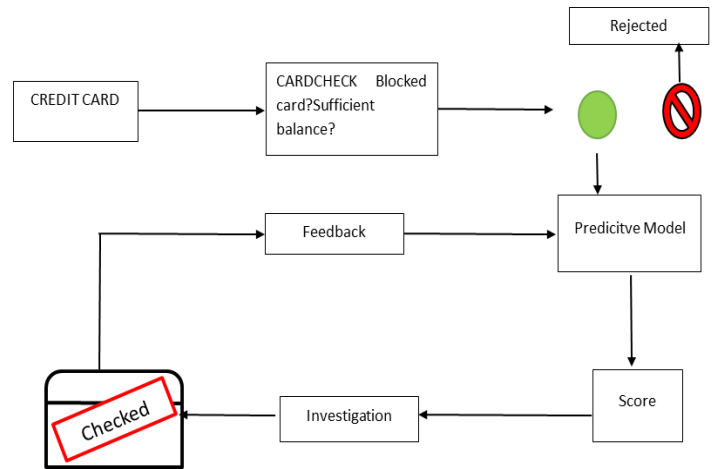 Rejected
CREDIT CARD
CARDCHECK Blocked
card?Sufficient
balance?
Feedback
Predicitve Model
Checked
Investigation
Score